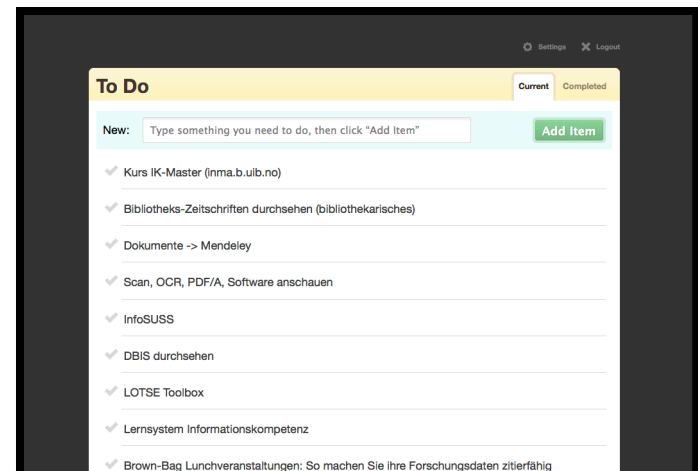 Settings Logout
To Do
Current Completed
New: Type something you need to do, then click “Add Item” Add Item
Kurs IK-Master (inma.b.uib.no)
Bibliotheks-Zeitschriften durchsehen (bibliothekarisches)
Dokumente -> Mendeley
Scan, OCR, PDF/A, Software anschauen
InfoSUSS
DBIS durchsehen
LOTSE Toolbox
Lernsystem Informationskompetenz
Brown-Bag Lunchveranstaltungen: So machen Sie ihre Forschungsdaten zitierfähig